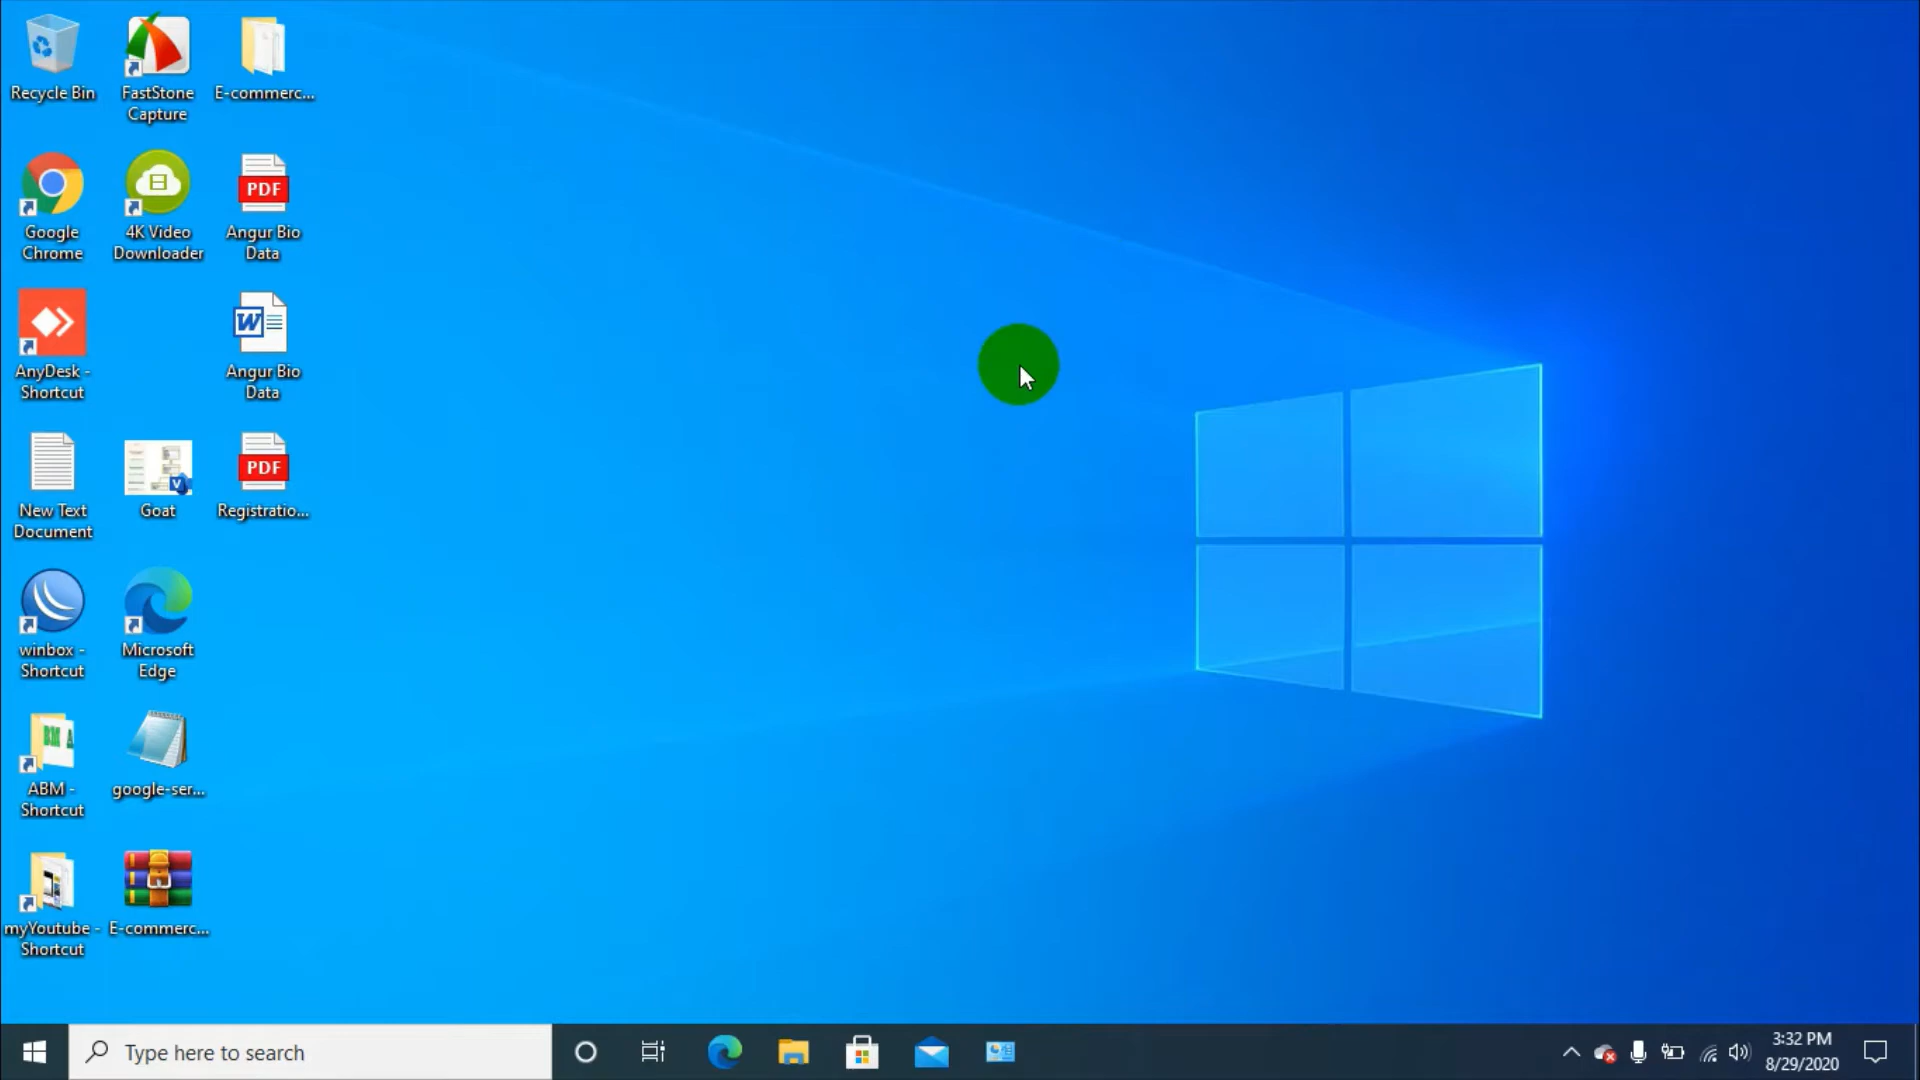 Recycle Bin
FastStone
Capture
E-commerc...
Google
Chrome
4K Video
Downloader
PDF
Angur Bio
Data
AnyDesk -
Shortcut
W
Angur Bio
Data
New Text
Document
Goat
PDF
Registratio...
winbox -
Shortcut
Microsoft
Edge
ABM -
Shortcut
google-ser...
myYoutube -
Shortcut
E-commerc...
Type here to search
3:32 PM
8/29/2020